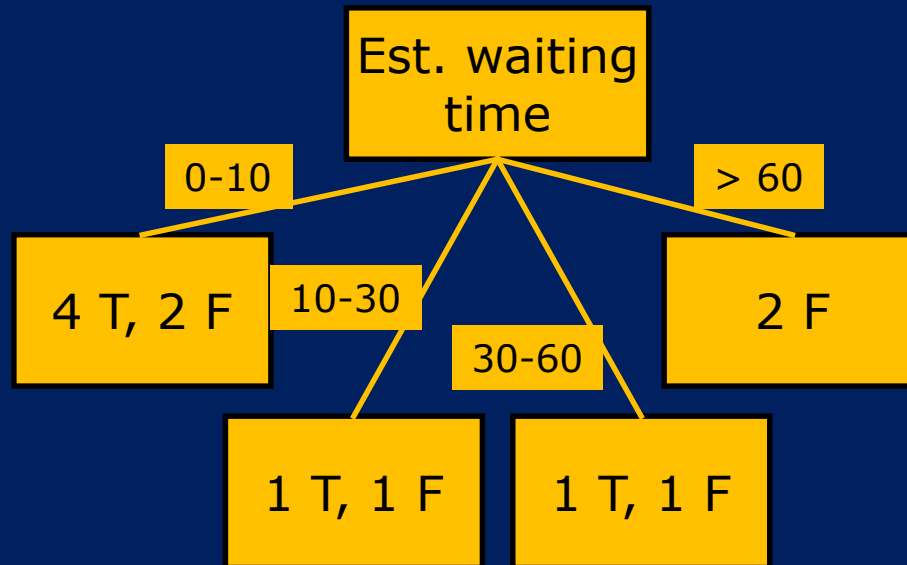 Est. waiting
time
0-10
> 60
4 T, 2 F
10-30
2 F
30-60
1 T, 1 F
1 T, 1 F